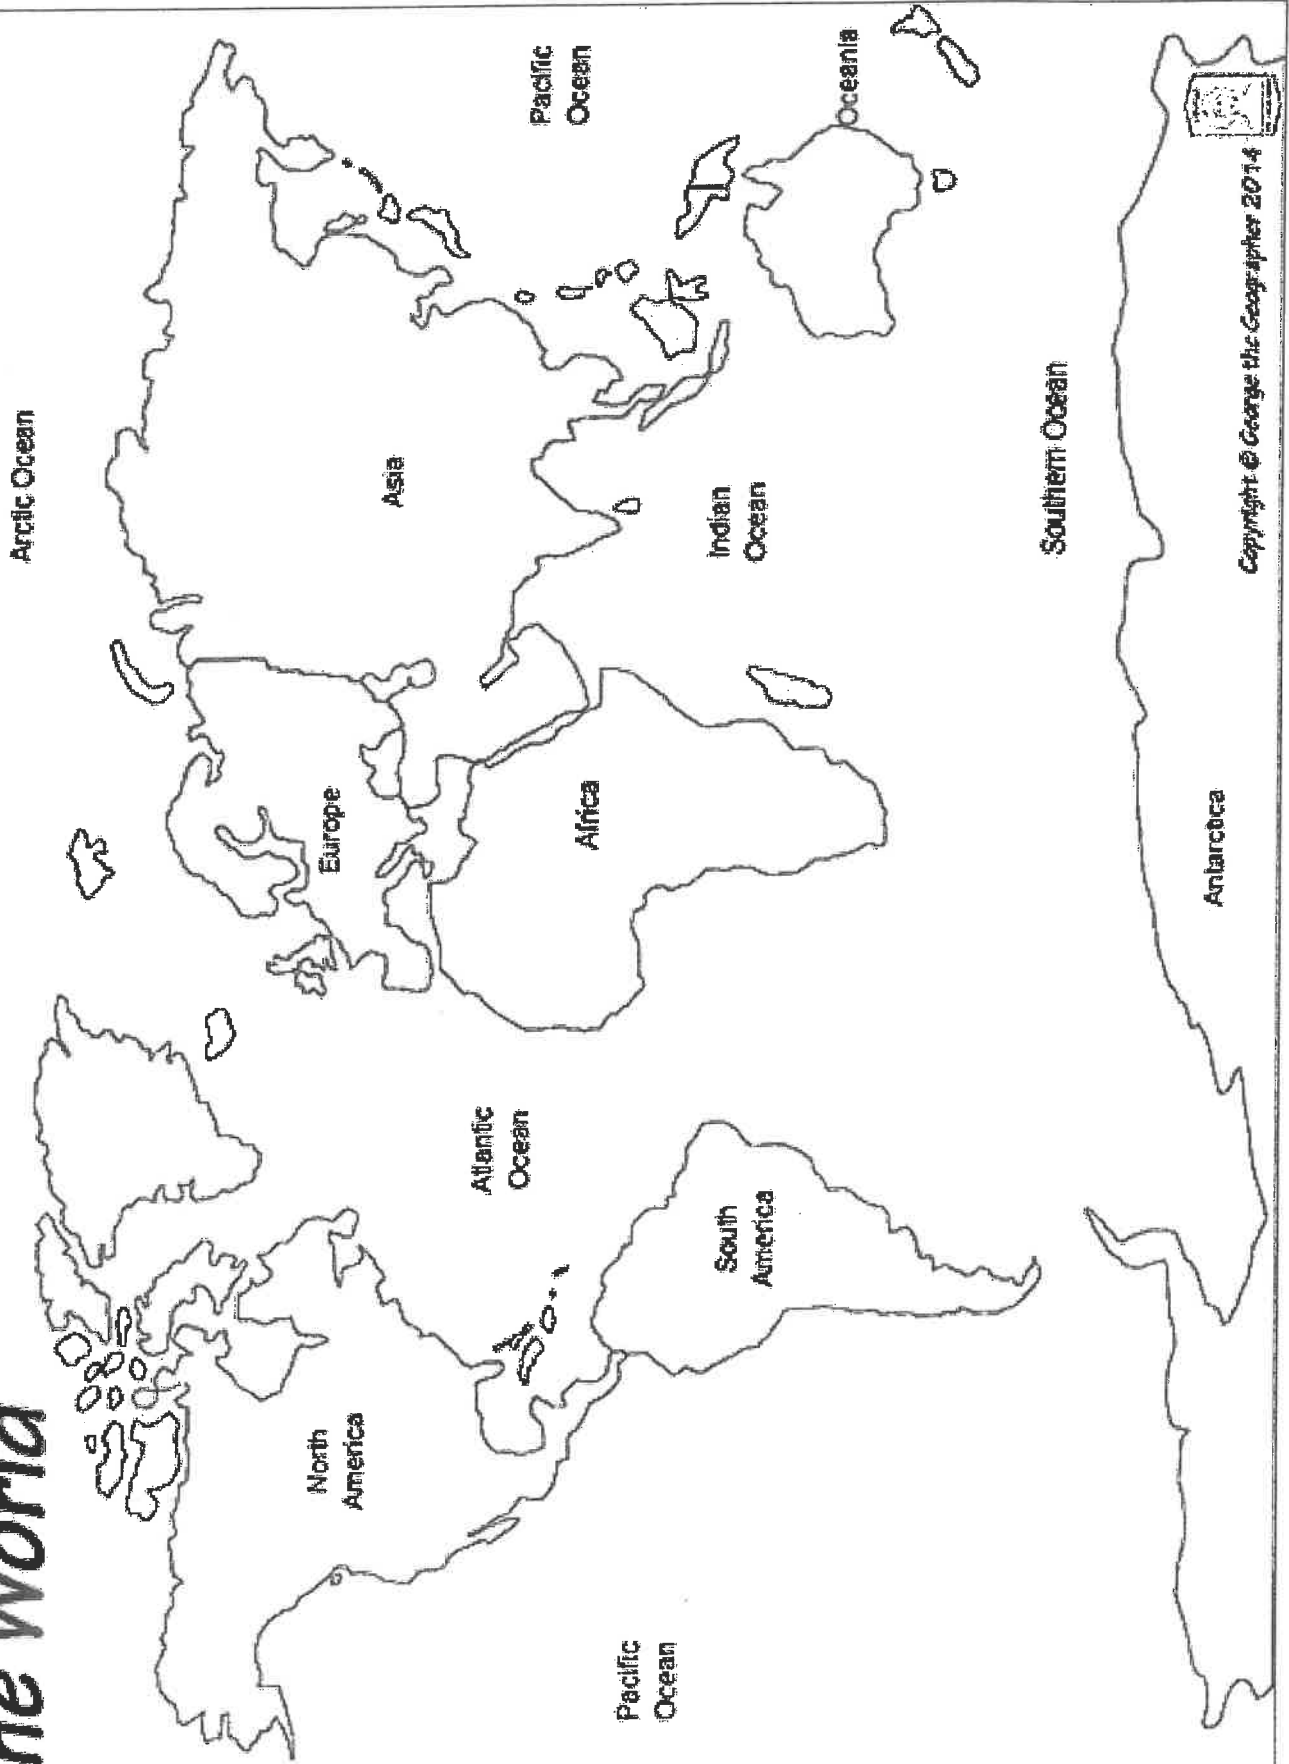 he world
Arctic Ocean
North
America
Europe
Asia
Pacific
Ocean
Atlantic
Ocean
Africa
Pacific
Ocean
South
America
Indian
Ocean
Oceania
Southern Ocean
Antarctica
Copyright © George the Geographer 2014